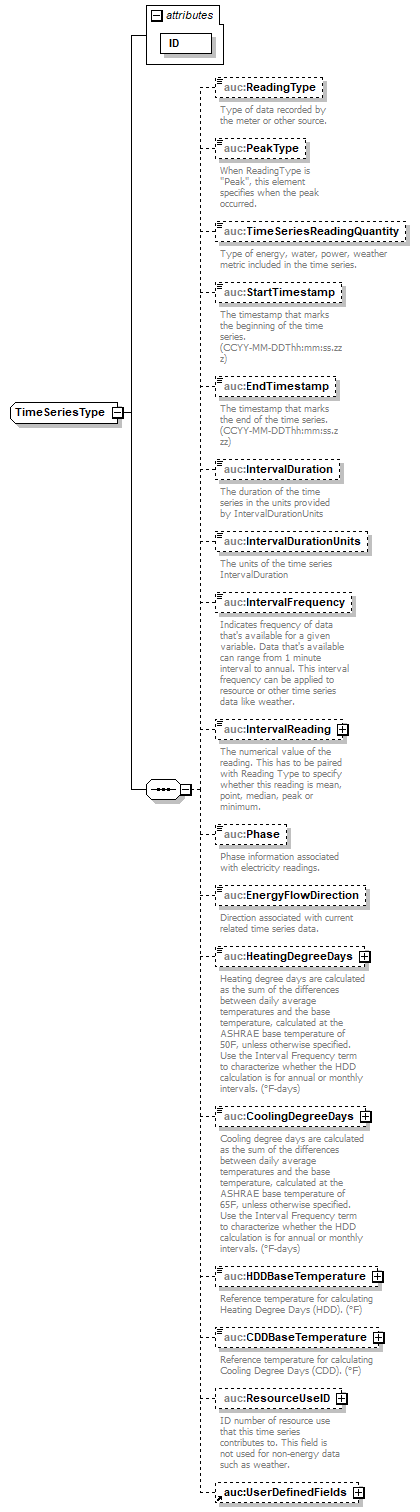 attributes
ID
auc:ReadingType
Type of data recorded by
the meter or other source.
auc:PeakType
When ReadingType is
"Peak", this element
specifies when the peak
occurred.
auc:TimeSeriesReadingQuantity
Type of energy, water, power, weather
metric included in the time series.
auc:StartTimestamp
The timestamp that marks
the beginning of the time
series.
(CCYY-MM-DDThh:mm:ss.zz
z)
auc:EndTimestamp
The timestamp that marks
the end of the time series.
(CCYY-MM-DDThh:mm:ss.z
zz)
TimeSeriesType
auc:IntervalDuration
The duration of the time
series in the units provided
by IntervalDurationUnits
auc:IntervalDurationUnits
The units of the time series
IntervalDuration
auc:IntervalFrequency
Indicates frequency of data
that's available for a given
variable. Data that's available
can range from 1 minute
interval to annual. This interval
frequency can be applied to
resource or other time series
data like weather.
auc:IntervalReading
The numerical value of the
reading. This has to be paired
with Reading Type to specify
whether this reading is mean,
point, median, peak or
minimum.
auc:Phase
Phase information associated
with electricity readings.
auc:EnergyFlowDirection
Direction associated with current
related time series data.
auc:HeatingDegreeDays
Heating degree days are calculated
as the sum of the differences
between daily average
temperatures and the base
temperature, calculated at the
ASHRAE base temperature of
50F, unless otherwise specified.
Use the Interval Frequency term
to characterize whether the HDD
calculation is for annual or monthly
intervals. (°F-days)
auc:CoolingDegreeDays
Cooling degree days are calculated
as the sum of the differences
between daily average
temperatures and the base
temperature, calculated at the
ASHRAE base temperature of
65F, unless otherwise specified.
Use the Interval Frequency term
to characterize whether the HDD
calculation is for annual or monthly
intervals. (°F-days)
auc:HDDBaseTemperature
Reference temperature for calculating
Heating Degree Days (HDD). (°F)
auc:CDDBaseTemperature
Reference temperature for calculating
Cooling Degree Days (CDD). (°F)
auc:ResourceUseID
ID number of resource use
that this time series
contributes to. This field is
not used for non-energy data
such as weather.
auc:UserDefinedFields